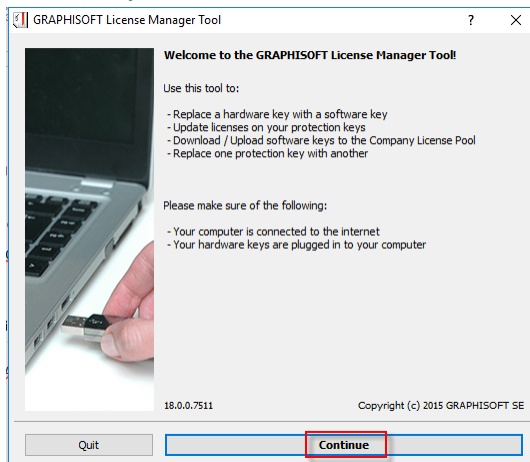 GRAPHISOFT License Manager Tool
Welcome to the GRAPHISOFT License Manager Tool!
Use this tool to:
- Replace a hardware key with a software key
- Update licenses on your protection keys
- Download / Upload software keys to the Company License Pool
- Replace one protection key with another
Please make sure of the following:
- Your computer is connected to the internet
- Your hardware keys are plugged in to your computer
18.0.0.7511 Copyright (c) 2015 GRAPHISOFT SE
Quit Continue